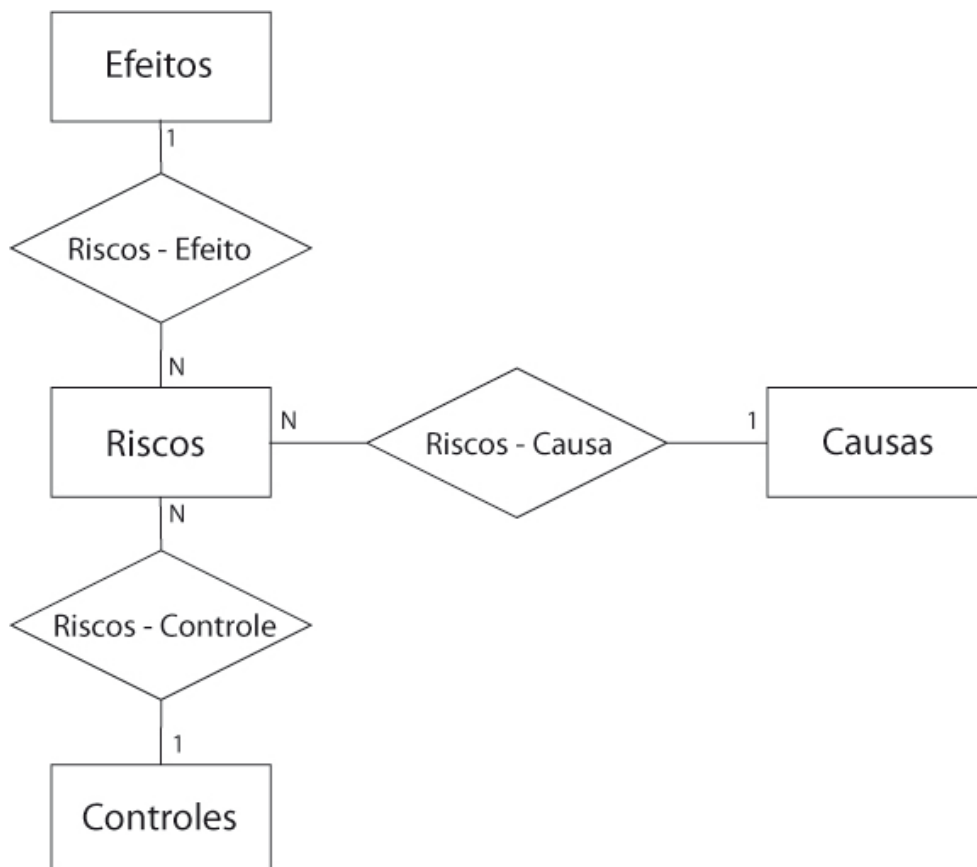 Efeitos
1
Riscos - Efeito
N
Riscos
N
Riscos - Causa
1
Causas
N
Riscos - Controle
1
Controles